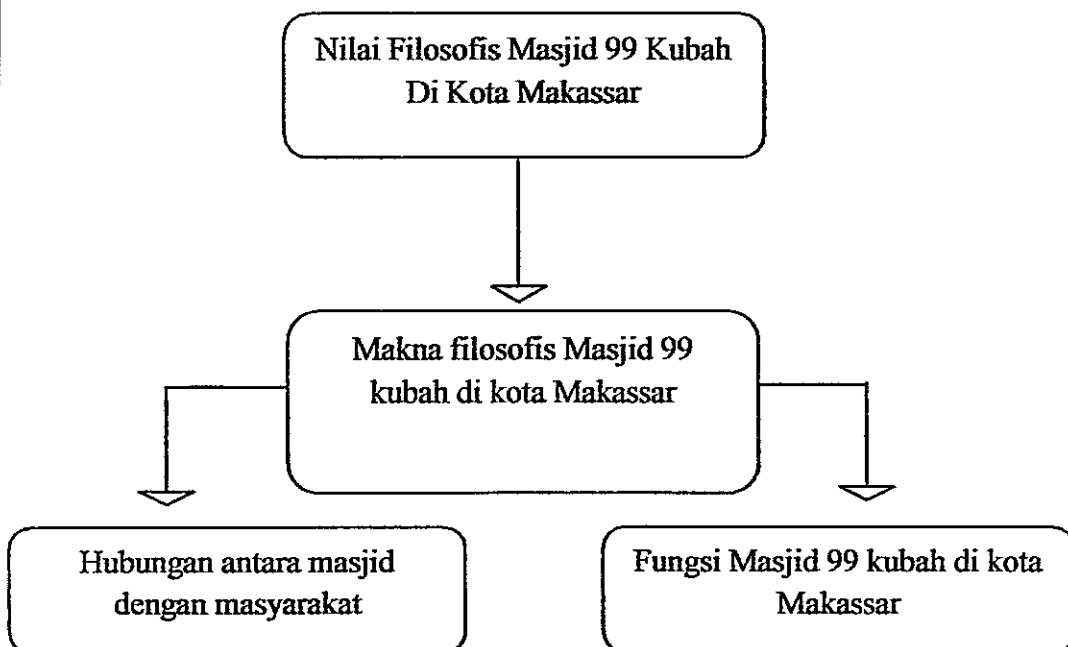 Nilai Filosofis Masjid 99 Kubah
Di Kota Makassar
Makna filosofis Masjid 99
kubah di kota Makassar
Hubungan antara masjid
dengan masyarakat
Fungsi Masjid 99 kubah di kota
Makassar